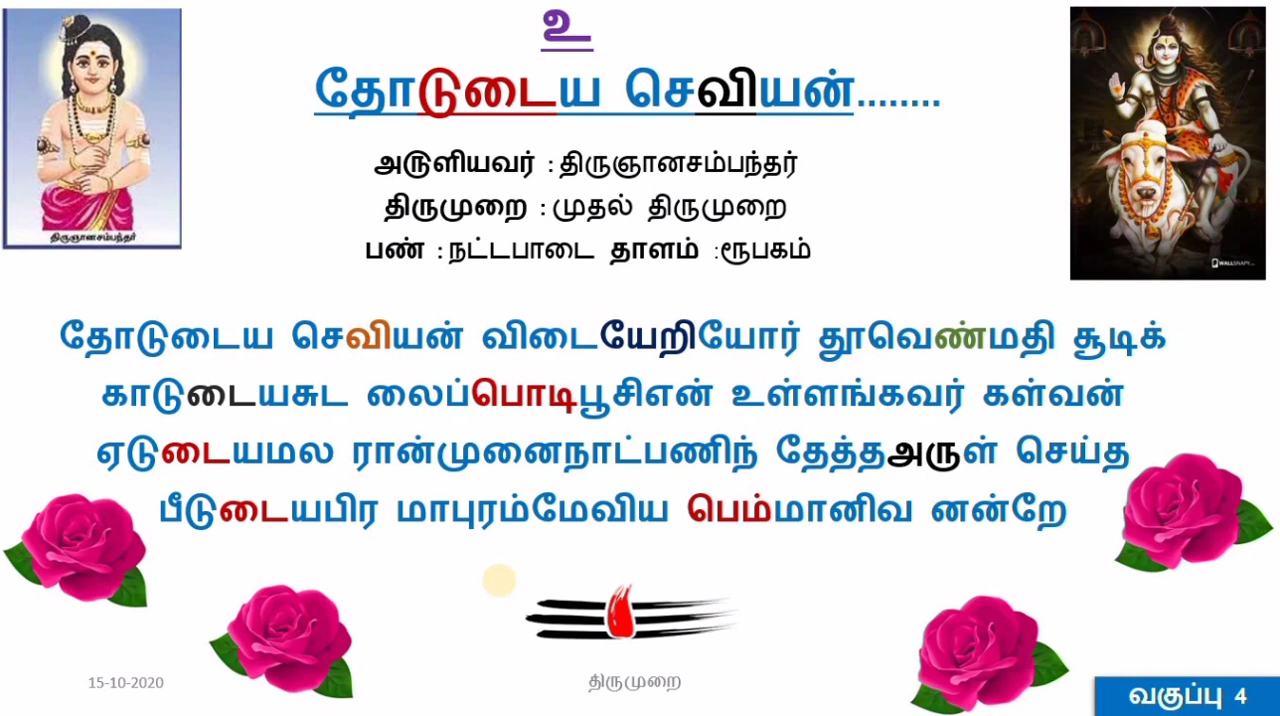 உ
தோடுடைய செவியன்........
அருளியவர் : திருஞானசம்பந்தர்
திருமுறை : முதல் திருமுறை
பண் : நட்டபாடை தாளம் :ரூபகம்
திருஞானசம்பந்தர்
WALLSNAPY
தோடுடைய செவியன் விடையேறியோர் தூவெண்மதி சூடிக்
காடுடையசுட லைப்பொடிபூசிஎன் உள்ளங்கவர் கள்வன்
ஏடுடையமல ரான்முனைநாட்பணிந் தேத்தஅருள் செய்த
பீடுடையபிர மாபுரம்மேவிய பெம்மானிவ னன்றே
15-10-2020
திருமுறை
வகுப்பு 4